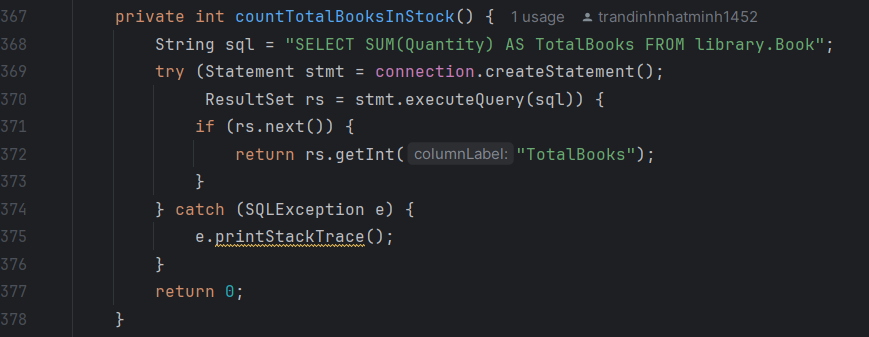 367 private int countTotalBooksInStock() { 1 usage trandinhnhatminh1452
368 String sql = "SELECT SUM(Quantity) AS TotalBooks FROM library.Book";
369 try (Statement stmt = connection.createStatement();
370 ResultSet rs = stmt.executeQuery(sql)) {
371 if (rs.next()) {
372 return rs.getInt( columnLabel: "TotalBooks");
373 }
374 } catch (SQLException e) {
375 e.printStackTrace();
376 }
377 return 0;
378 }